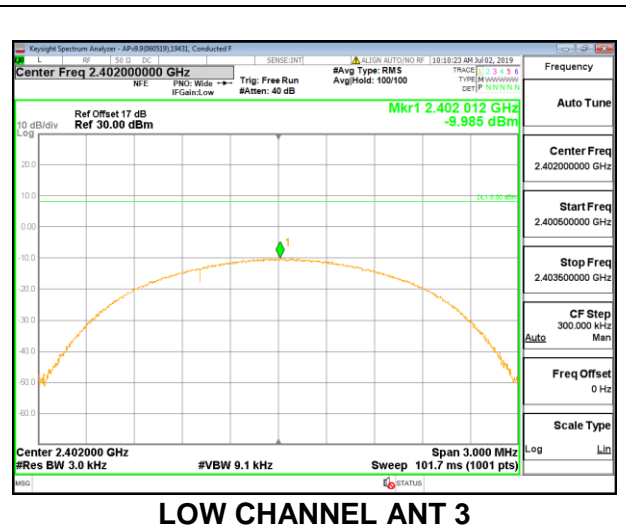 Keysight Spectrum Analyzer - APv9.9(060519),19431, Conducted F
L RF 50 Ω DC SENSE:INT ALIGN AUTO/NO RF 10:10:23 AM Jul 02, 2019
Center Freq 2.402000000 GHz
NFE
PNO: Wide
IFGain:Low
Trig: Free Run
#Atten: 40 dB
#Avg Type: RMS
Avg|Hold: 100/100
TRACE 1 2 3 4 5 6
TYPE M WWWWW
DET P NNNNN
Frequency
Auto Tune
Center Freq
2.402000000 GHz
Start Freq
2.400500000 GHz
Stop Freq
2.403500000 GHz
CF Step
300.000 kHz
Auto Man
Freq Offset
0 Hz
Scale Type
Log Lin
Ref Offset 17 dB
10 dB/div Ref 30.00 dBm
Log
Mkr1 2.402 012 GHz
-9.985 dBm
20.0
10.0
0.00
-10.0
-20.0
-30.0
-40.0
-50.0
-60.0
1
Center 2.402000 GHz Span 3.000 MHz
#Res BW 3.0 kHz #VBW 9.1 kHz Sweep 101.7 ms (1001 pts)
MSG STATUS
LOW CHANNEL ANT 3